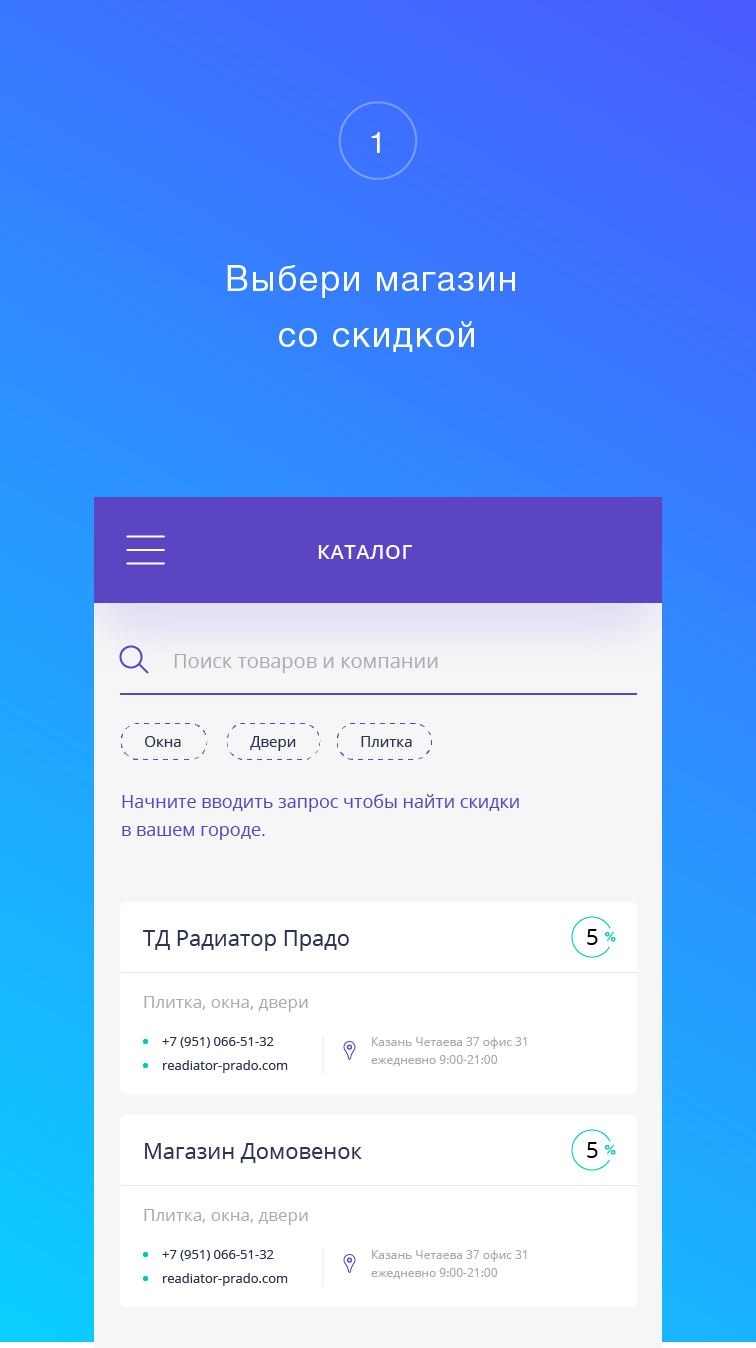 1
Выбери магазин
со скидкой
КАТАЛОГ
Поиск товаров и компании
Окна Двери Плитка
Начните вводить запрос чтобы найти скидки
в вашем городе.
ТД Радиатор Прадо 5 %
Плитка, окна, двери
+7 (951) 066-51-32
readiator-prado.com
Казань Четаева 37 офис 31
ежедневно 9:00-21:00
Магазин Домовенок 5 %
Плитка, окна, двери
+7 (951) 066-51-32
readiator-prado.com
Казань Четаева 37 офис 31
ежедневно 9:00-21:00